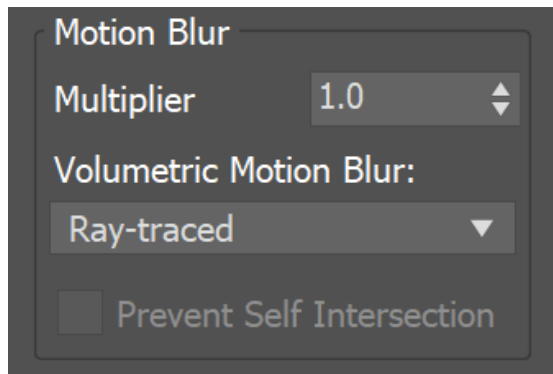 Motion Blur
Multiplier 1.0
Volumetric Motion Blur:
Ray-traced
Prevent Self Intersection